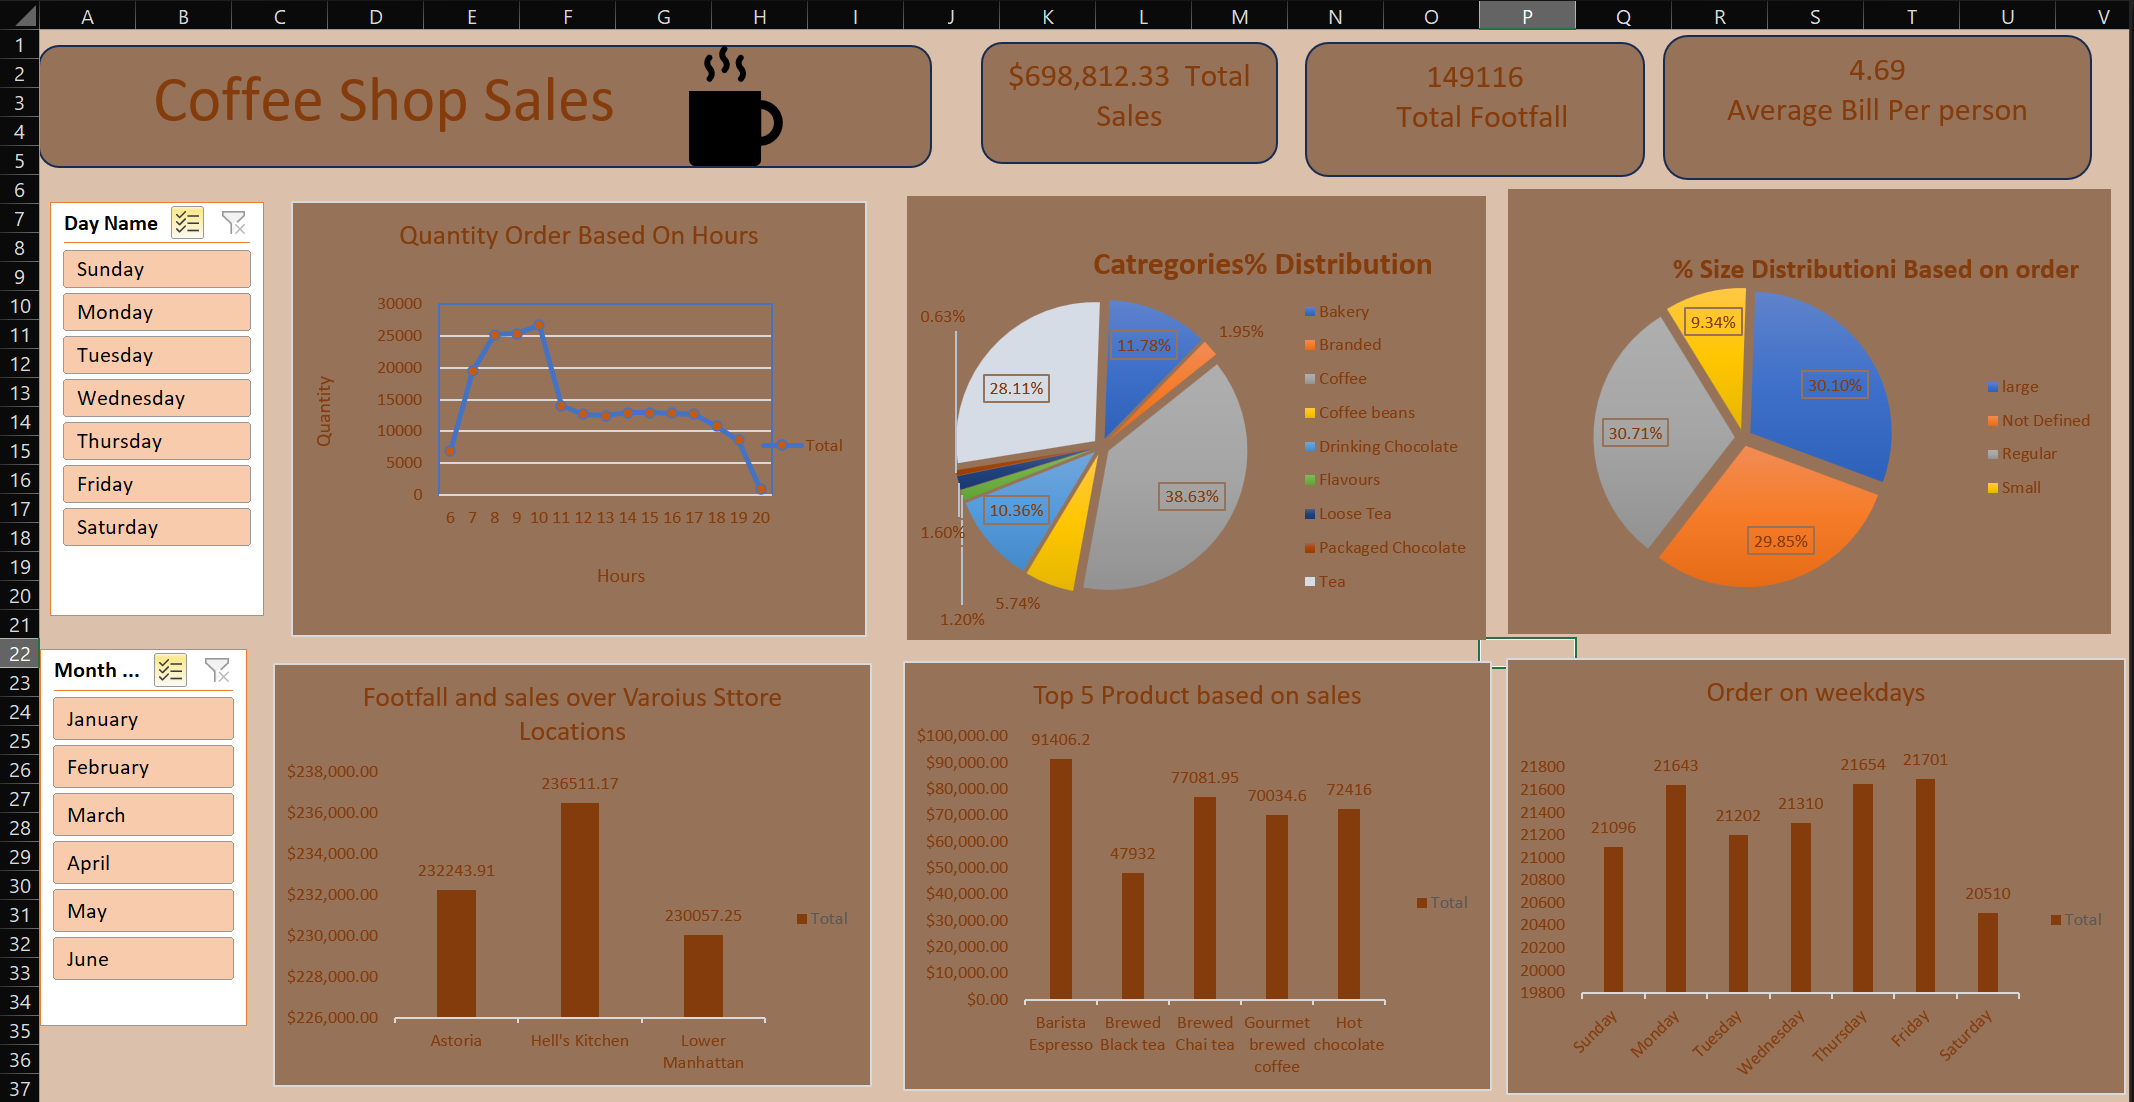 A B C D E F G H I J K L M N O P Q R S T U V
1
2
3
4
5
6
7
8
9
10
11
12
13
14
15
16
17
18
19
20
21
22
23
24
25
26
27
28
29
30
31
32
33
34
35
36
37
Coffee Shop Sales
$698,812.33 Total
Sales
149116
Total Footfall
4.69
Average Bill Per person
Day Name
Sunday
Monday
Tuesday
Wednesday
Thursday
Friday
Saturday
Quantity Order Based On Hours
Quantity
30000
25000
20000
15000
10000
5000
0
6 7 8 9 10 11 12 13 14 15 16 17 18 19 20
Hours
Total
Catregories% Distribution
0.63%
11.78%
1.95%
28.11%
38.63%
10.36%
1.60%
5.74%
1.20%
Bakery
Branded
Coffee
Coffee beans
Drinking Chocolate
Flavours
Loose Tea
Packaged Chocolate
Tea
% Size Distributioni Based on order
9.34%
30.10%
30.71%
29.85%
large
Not Defined
Regular
Small
Month ...
January
February
March
April
May
June
Footfall and sales over Varoius Sttore
Locations
$238,000.00
$236,000.00
$234,000.00
$232,000.00
$230,000.00
$228,000.00
$226,000.00
232243.91
236511.17
230057.25
Astoria
Hell's Kitchen
Lower
Manhattan
Total
Top 5 Product based on sales
$100,000.00
$90,000.00
$80,000.00
$70,000.00
$60,000.00
$50,000.00
$40,000.00
$30,000.00
$20,000.00
$10,000.00
$0.00
91406.2
47932
77081.95
70034.6
72416
Barista
Espresso
Brewed
Black tea
Brewed
Chai tea
Gourmet
brewed
coffee
Hot
chocolate
Total
Order on weekdays
21800
21600
21400
21200
21000
20800
20600
20400
20200
20000
19800
21096
21643
21202
21310
21654
21701
20510
Sunday
Monday
Tuesday
Wednesday
Thursday
Friday
Saturday
Total